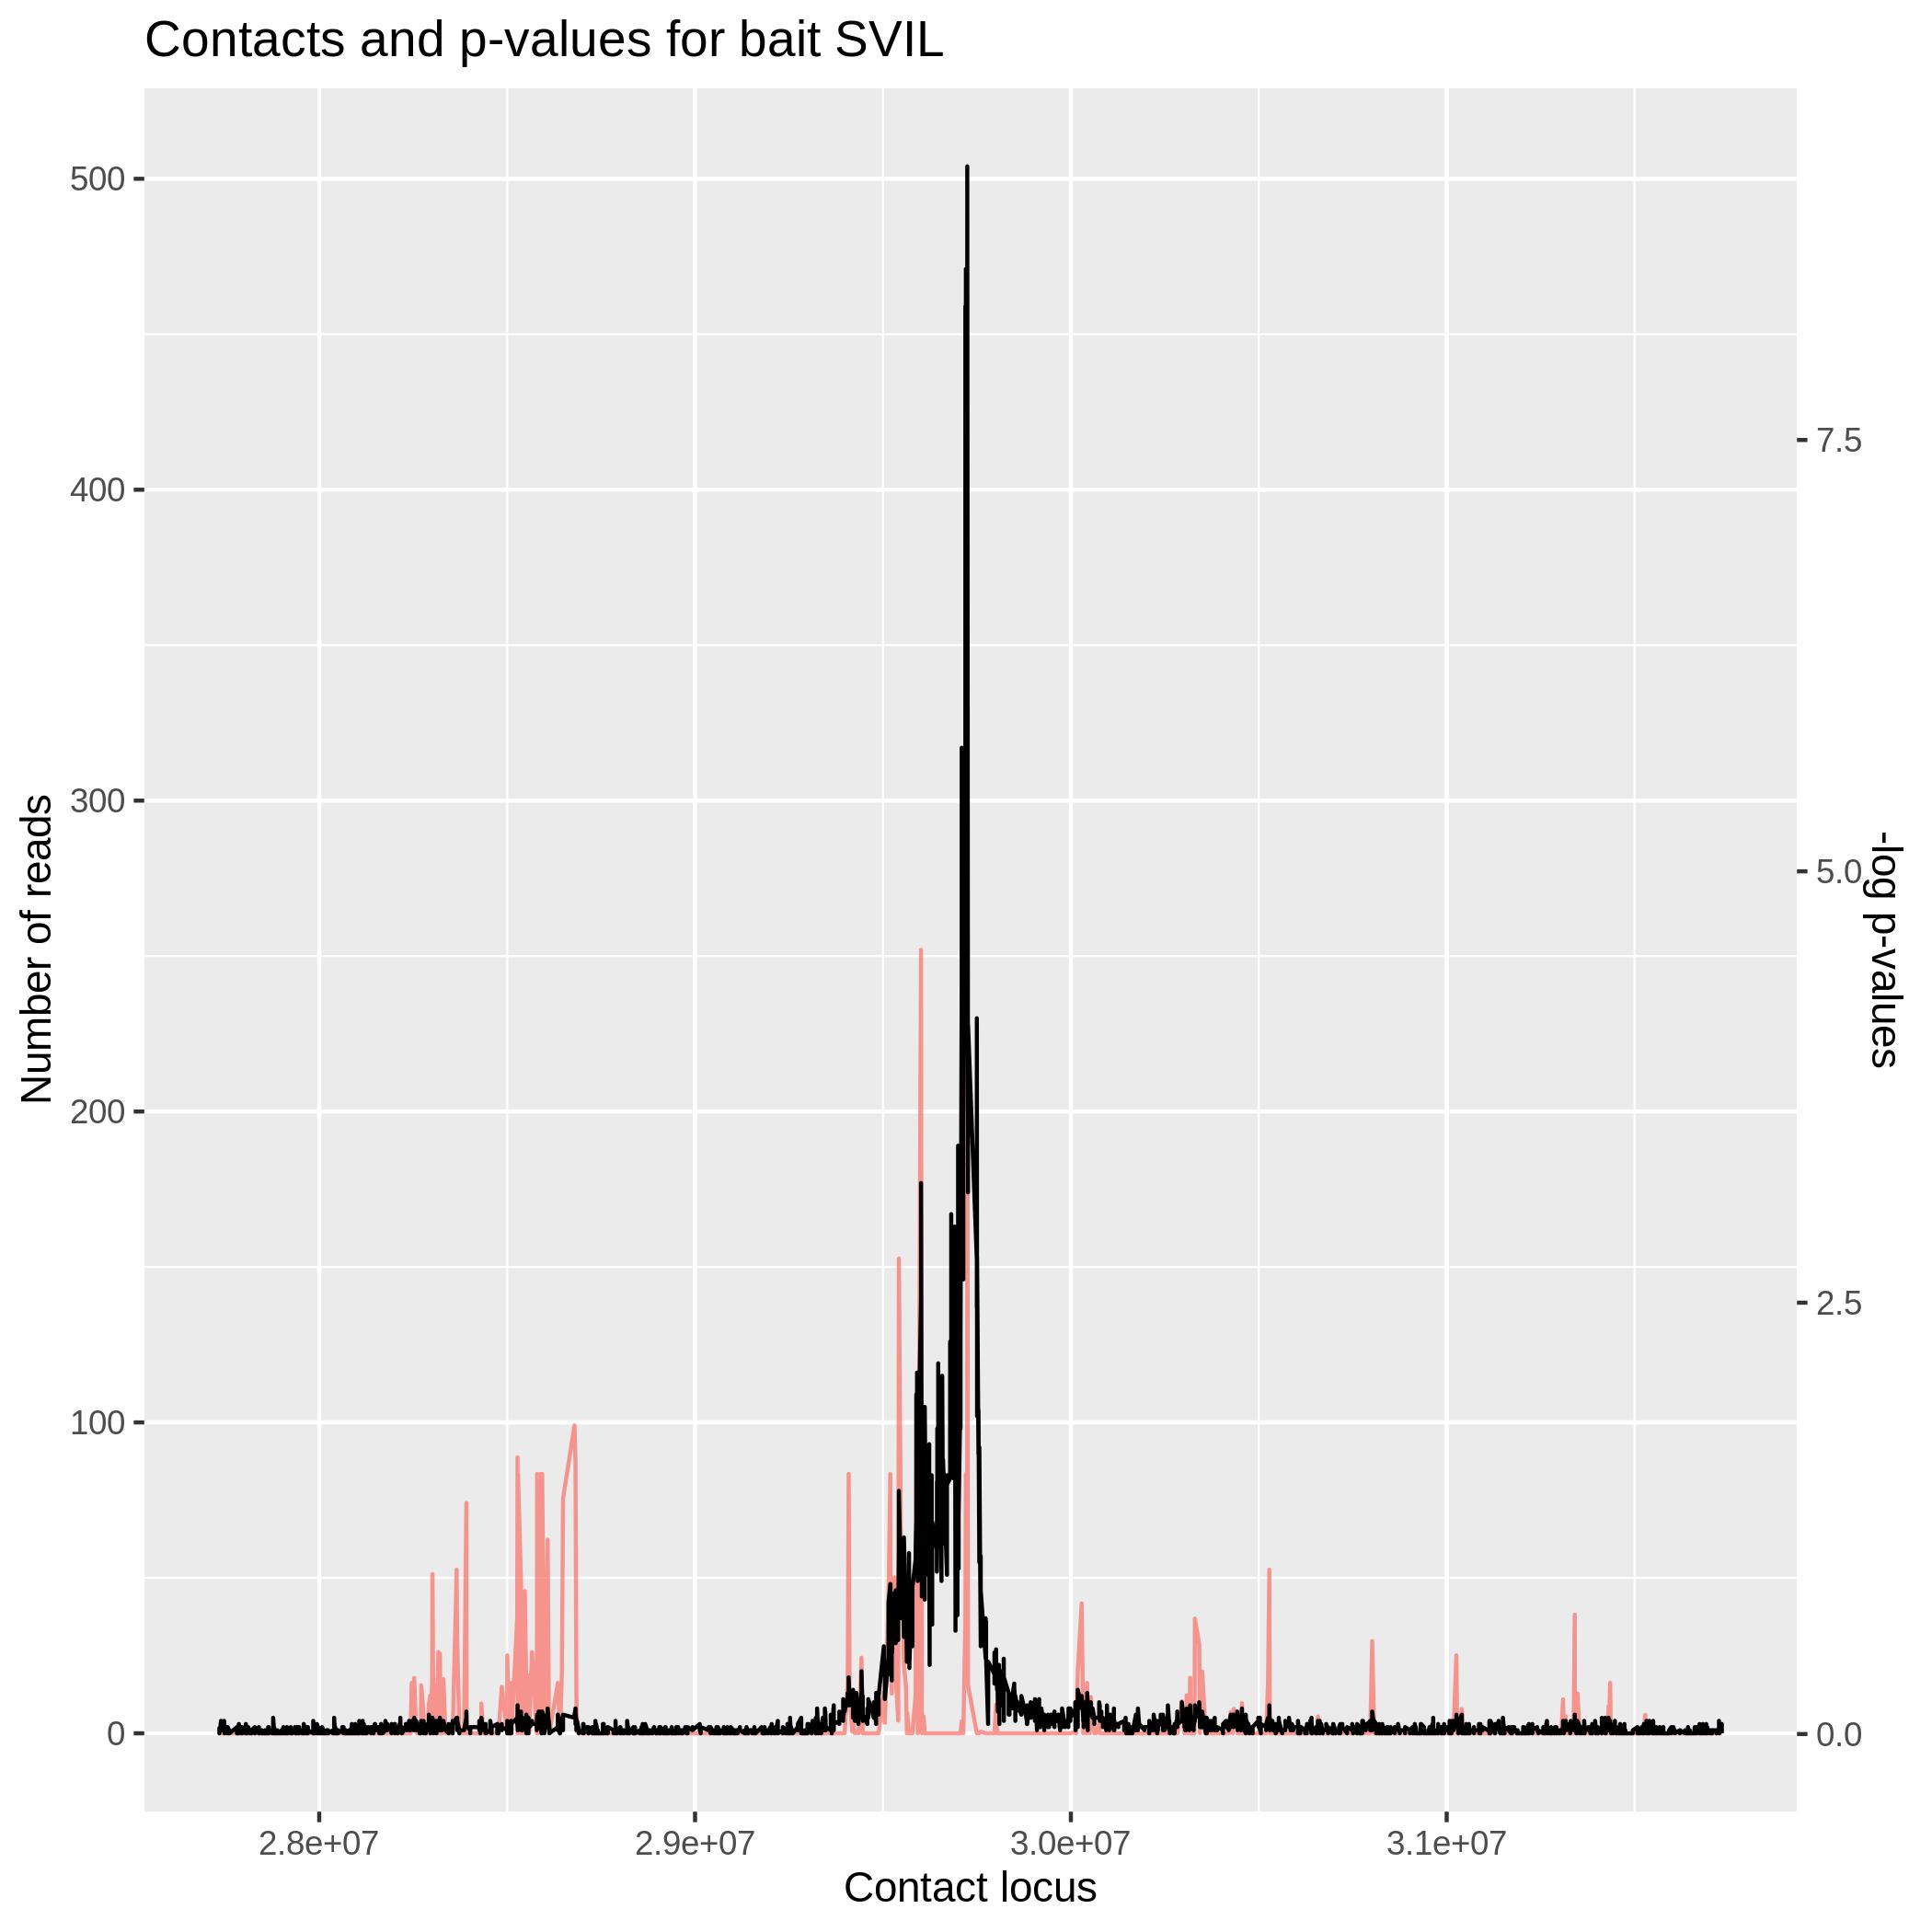 Contacts and p-values for bait SVIL
500
400
300
200
100
0
Number of reads
7.5
5.0
2.5
0.0
-log p-values
2.8e+07
2.9e+07
3.0e+07
3.1e+07
Contact locus